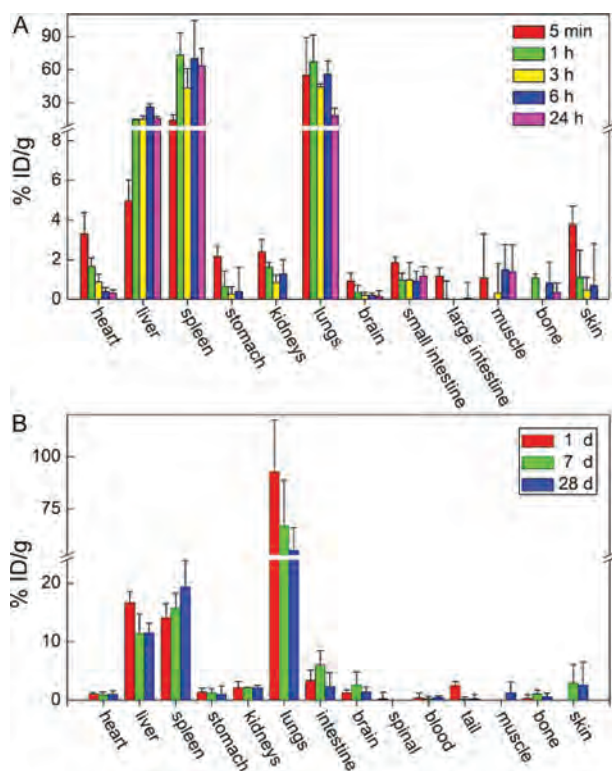 A
90
60
30
8
6
4
2
0
% ID/g
5 min
1 h
3 h
6 h
24 h
heart
liver
spleen
stomach
kidneys
lungs
brain
small intestine
large intestine
muscle
bone
skin
B
100
75
20
10
0
% ID/g
1 d
7 d
28 d
heart
liver
spleen
stomach
kidneys
lungs
intestine
brain
spinal
blood
tail
muscle
bone
skin